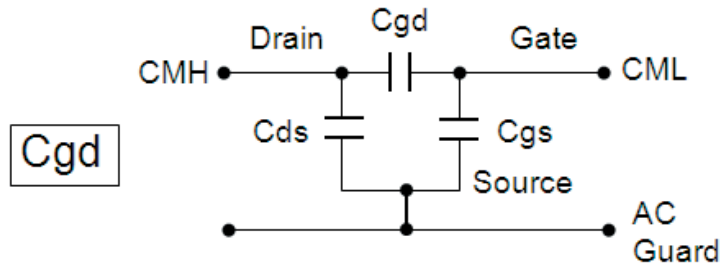 Cgd
Drain
Gate
CMH
CML
Cds
Cgs
Cgd
Source
AC
Guard